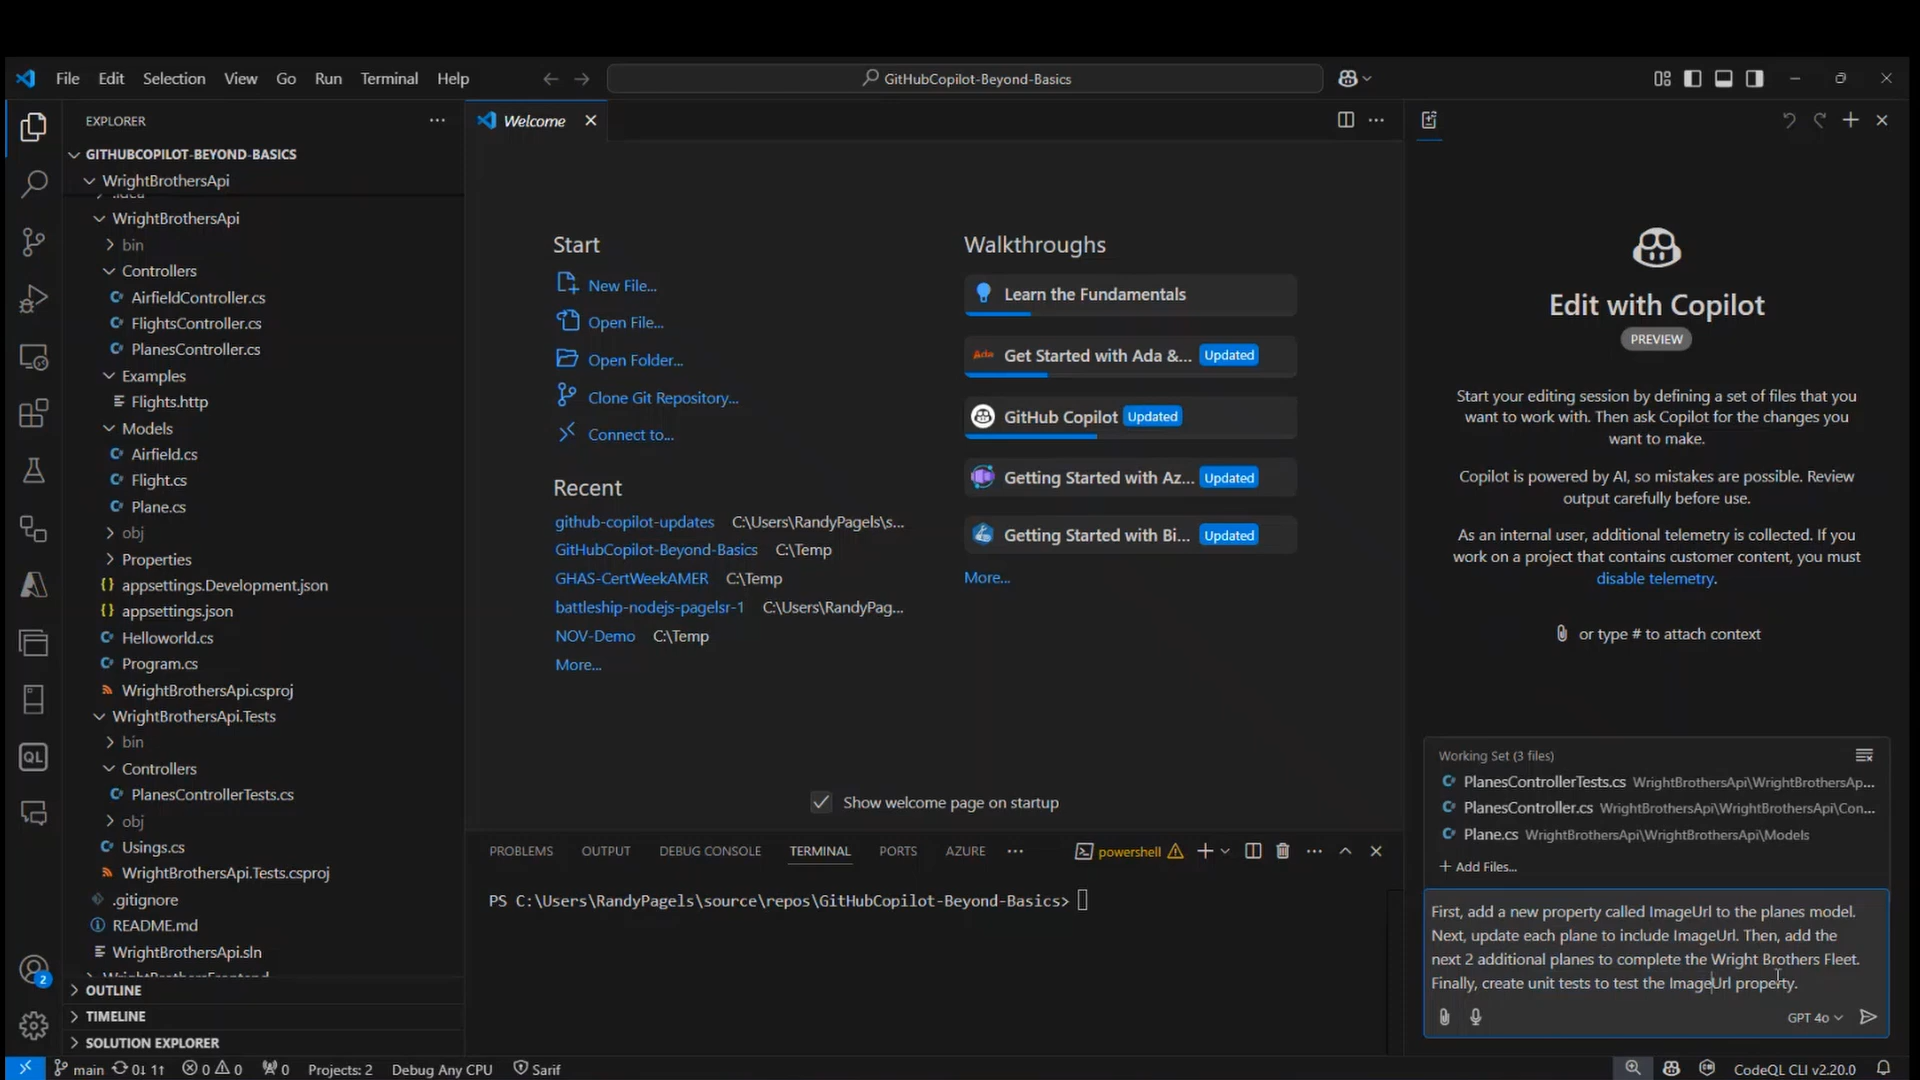 File Edit Selection View Go Run Terminal Help
GitHubCopilot-Beyond-Basics
EXPLORER
GITHUBCOPILOT-BEYOND-BASICS
WrightBrothersApi
.idea
WrightBrothersApi
bin
Controllers
AirfieldController.cs
FlightsController.cs
PlanesController.cs
Examples
Flights.http
Models
Airfield.cs
Flight.cs
Plane.cs
obj
Properties
{} appsettings.Development.json
{} appsettings.json
Helloworld.cs
Program.cs
WrightBrothersApi.csproj
WrightBrothersApi.Tests
bin
Controllers
PlanesControllerTests.cs
obj
Usings.cs
WrightBrothersApi.Tests.csproj
.gitignore
README.md
WrightBrothersApi.sln
WrightBrothersFrontend
OUTLINE
TIMELINE
SOLUTION EXPLORER
QL
2
Welcome
Start
New File...
Open File...
Open Folder...
Clone Git Repository...
Connect to...
Recent
github-copilot-updates C:\Users\RandyPagels\s...
GitHubCopilot-Beyond-Basics C:\Temp
GHAS-CertWeekAMER C:\Temp
battleship-nodejs-pagelsr-1 C:\Users\RandyPag...
NOV-Demo C:\Temp
More...
Walkthroughs
Learn the Fundamentals
Ada Get Started with Ada &... Updated
GitHub Copilot Updated
Getting Started with Az... Updated
Getting Started with Bi... Updated
More...
Show welcome page on startup
PROBLEMS OUTPUT DEBUG CONSOLE TERMINAL PORTS AZURE
powershell
PS C:\Users\RandyPagels\source\repos\GitHubCopilot-Beyond-Basics>
Edit with Copilot
PREVIEW
Start your editing session by defining a set of files that you
want to work with. Then ask Copilot for the changes you
want to make.
Copilot is powered by AI, so mistakes are possible. Review
output carefully before use.
As an internal user, additional telemetry is collected. If you
work on a project that contains customer content, you must
disable telemetry.
or type # to attach context
Working Set (3 files)
PlanesControllerTests.cs WrightBrothersApi\WrightBrothersAp...
PlanesController.cs WrightBrothersApi\WrightBrothersApi\Con...
Plane.cs WrightBrothersApi\WrightBrothersApi\Models
+ Add Files...
First, add a new property called ImageUrl to the planes model.
Next, update each plane to include ImageUrl. Then, add the
next 2 additional planes to complete the Wright Brothers Fleet.
Finally, create unit tests to test the ImageUrl property.
GPT 4o
main 0↓ 1↑ 0 0 0 Projects: 2 Debug Any CPU Sarif
CodeQL CLI v2.20.0